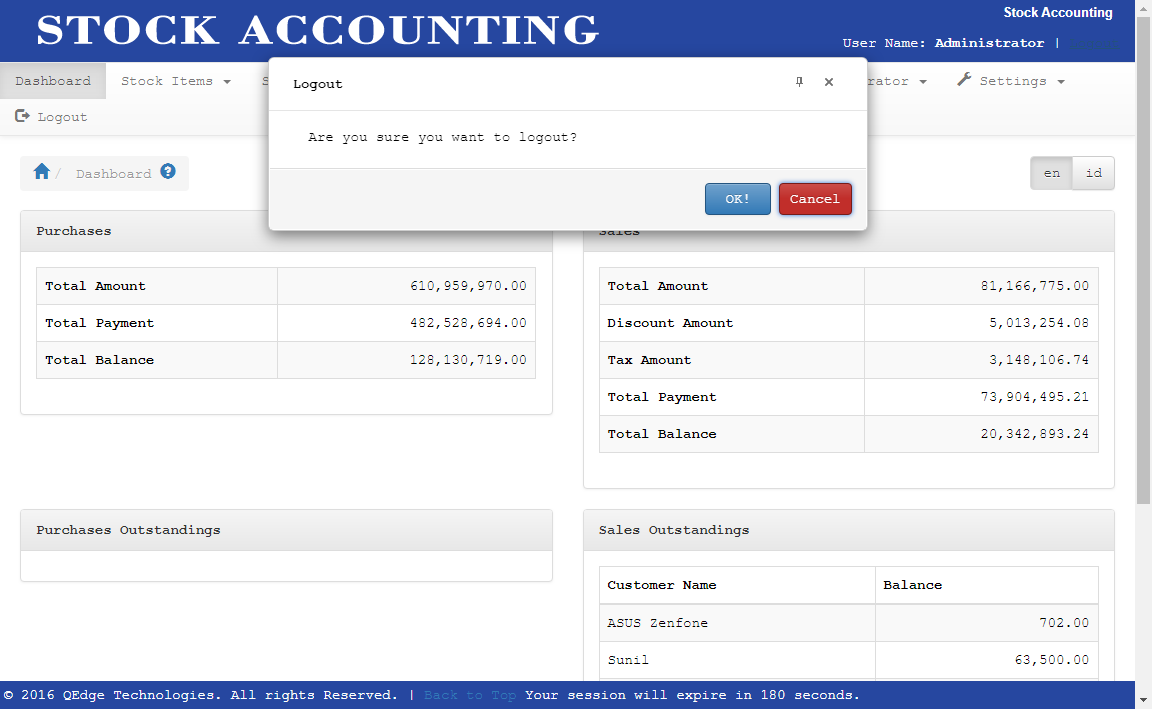 STOCK ACCOUNTING
Stock Accounting
User Name: Administrator |
Dashboard Stock Items Settings
Logout
Logout
Are you sure you want to logout?
OK! Cancel
/ Dashboard ?
en id
Purchases
Total Amount 610,959,970.00
Total Payment 482,528,694.00
Total Balance 128,130,719.00
Sales
Total Amount 81,166,775.00
Discount Amount 5,013,254.08
Tax Amount 3,148,106.74
Total Payment 73,904,495.21
Total Balance 20,342,893.24
Purchases Outstandings
Sales Outstandings
Customer Name Balance
ASUS Zenfone 702.00
Sunil 63,500.00
© 2016 QEdge Technologies. All rights Reserved. | Back to Top Your session will expire in 180 seconds.